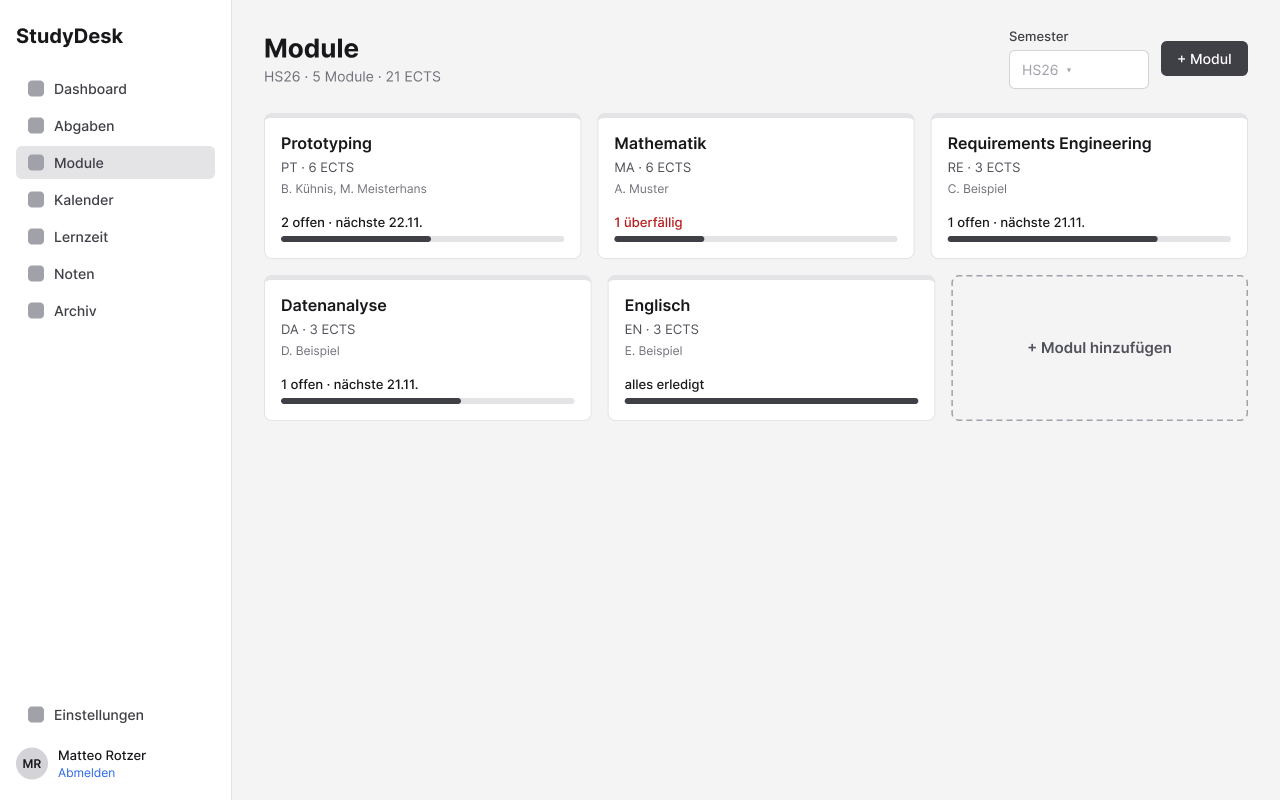 StudyDesk
Dashboard
Abgaben
Module
Kalender
Lernzeit
Noten
Archiv
Einstellungen
MR
Matteo Rotzer
Abmelden
Module
HS26 · 5 Module · 21 ECTS
Semester
HS26
+ Modul
Prototyping
PT · 6 ECTS
B. Kühnis, M. Meisterhans
2 offen · nächste 22.11.
Mathematik
MA · 6 ECTS
A. Muster
1 überfällig
Requirements Engineering
RE · 3 ECTS
C. Beispiel
1 offen · nächste 21.11.
Datenanalyse
DA · 3 ECTS
D. Beispiel
1 offen · nächste 21.11.
Englisch
EN · 3 ECTS
E. Beispiel
alles erledigt
+ Modul hinzufügen